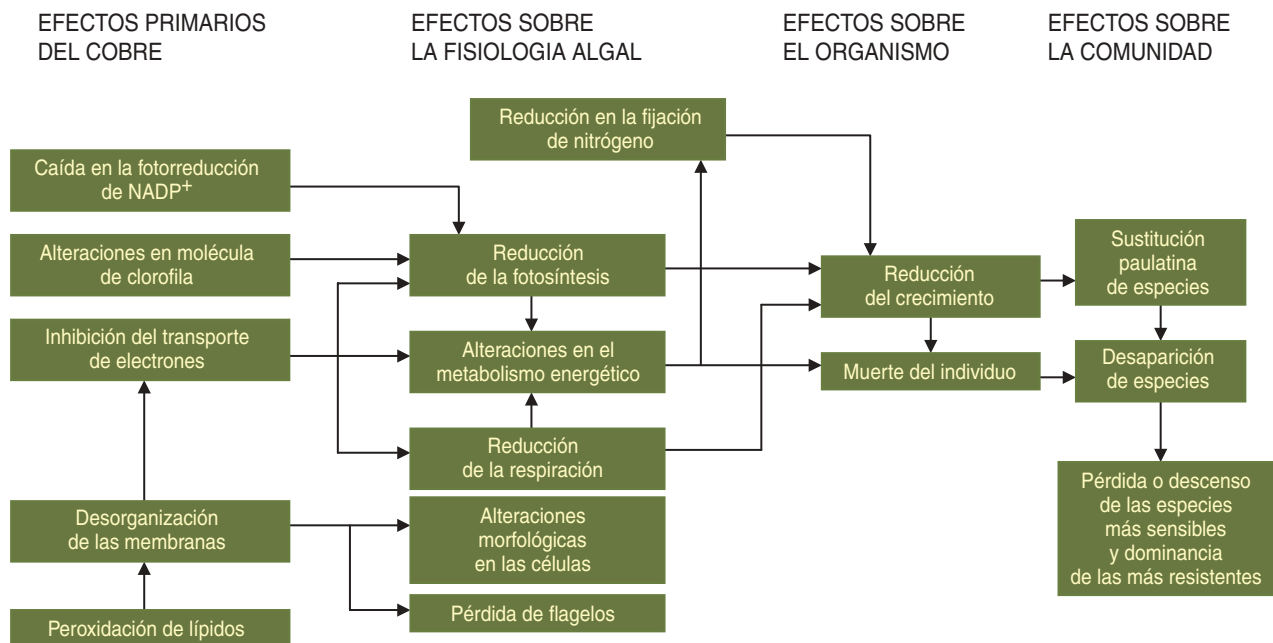 EFECTOS PRIMARIOS
DEL COBRE
EFECTOS SOBRE
LA FISIOLOGIA ALGAL
EFECTOS SOBRE
EL ORGANISMO
EFECTOS SOBRE
LA COMUNIDAD
Caída en la fotorreducción
de NADP+
Alteraciones en molécula
de clorofila
Inhibición del transporte
de electrones
Desorganización
de las membranas
Peroxidación de lípidos
Reducción en la fijación
de nitrógeno
Reducción
de la fotosíntesis
Alteraciones en el
metabolismo energético
Reducción
de la respiración
Alteraciones
morfológicas
en las células
Pérdida de flagelos
Reducción
del crecimiento
Muerte del individuo
Sustitución
paulatina
de especies
Desaparición
de especies
Pérdida o descenso
de las especies
más sensibles
y dominancia
de las más resistentes